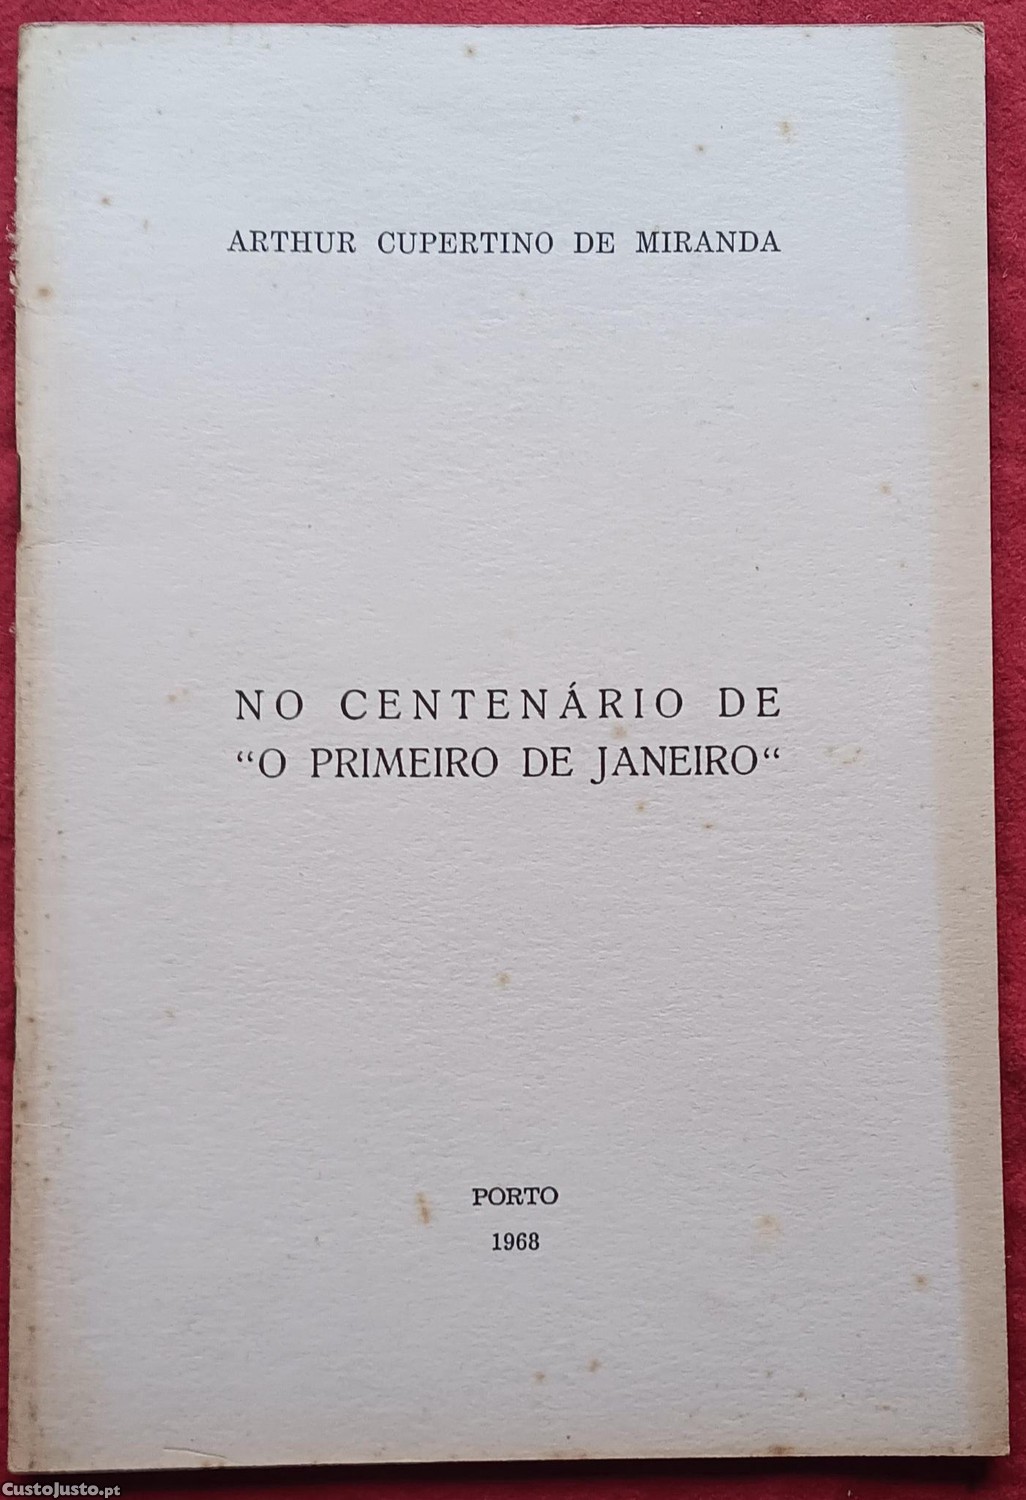 ARTHUR CUPERTINO DE MIRANDA
NO CENTENÁRIO DE
“O PRIMEIRO DE JANEIRO“
PORTO
1968
CustoJusto.pt